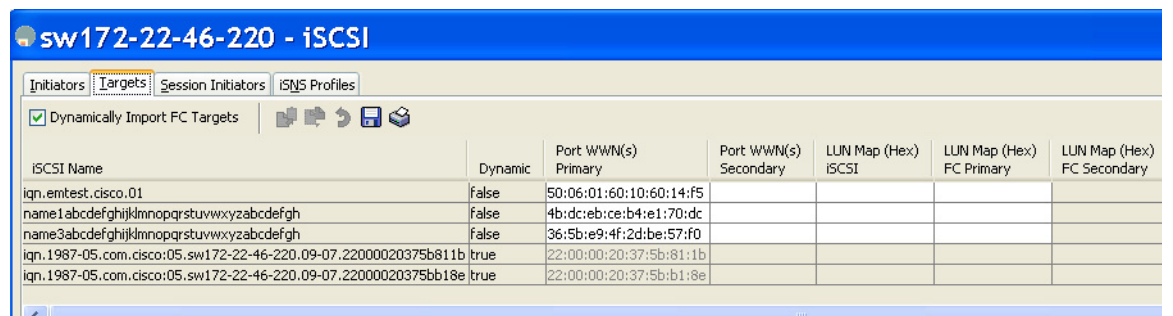 sw172-22-46-220 - iSCSI
Initiators Targets Session Initiators iSNS Profiles
Dynamically Import FC Targets
Port WWN(s) Port WWN(s) LUN Map (Hex) LUN Map (Hex) LUN Map (Hex)
iSCSI Name Dynamic Primary Secondary iSCSI FC Primary FC Secondary
iqn.emtest.cisco.01 false 50:06:01:60:10:60:14:f5
name1abcdefghijklmnopqrstuvwxyzabcdefgh false 4b:dc:eb:ce:b4:e1:70:dc
name3abcdefghijklmnopqrstuvwxyzabcdefgh false 36:5b:e9:4f:2d:be:57:f0
iqn.1987-05.com.cisco:05.sw172-22-46-220.09-07.22000020375b811b true 22:00:00:20:37:5b:81:1b
iqn.1987-05.com.cisco:05.sw172-22-46-220.09-07.22000020375bb18e true 22:00:00:20:37:5b:b1:8e